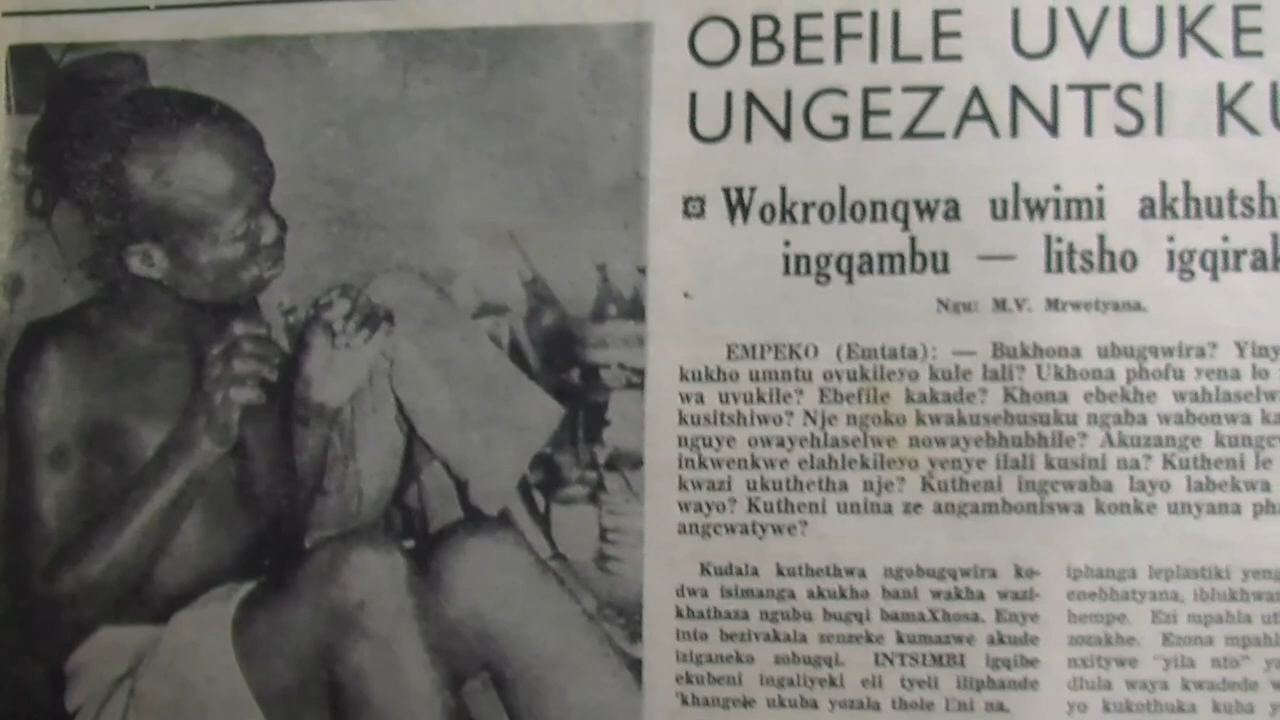 OBEFILE UVUKE
UNGEZANTSI KU
Wokrolonqwa ulwimi akhutsh
ingqambu — litsho igqirak
Ngu: M.V. Mrwetyana.
EMPEKO (Emtata): — Bukhona ubugqwira? Yiny
kukho umntu ovukileyo kule lali? Ukhona phofu yena lo
wa uvukile? Ebefile kakade? Khona ebekhe wahlaselw
kusitshiwo? Nje ngoko kwakusebusuku ngaba wabonwa ka
nguye owayehlaselwe nowayebhubhile? Akuzange kungcw
inkwenkwe elahlekileyo yenye ilali kusini na? Kutheni le
kwazi ukuthetha nje? Kutheni ingcwaba layo labekwa
wayo? Kutheni unina ze angamboniswa konke unyana pha
angcwatywe?
Kudala kuthethwa ngobugqwira ko-
dwa isimanga akukho bani wakha wazi-
khathaza ngubu bugqi bamaXhosa. Enye
into bezivakala zenzeke kumazwe akude
iziganeko zobugqi. INTSIMBI igqibe
ekubeni ingaliyeki eli tyeli iliphande
'khangele ukuba yozala thole lini na.
iphanga leplastiki yena
enebhatyana, iblukhwan
hempe. Ezi mpahla ut
zozakhe. Ezona mpahl
nxitywe "yila nto" y
dlula waya kwadede w
yo kukothuka kuba y